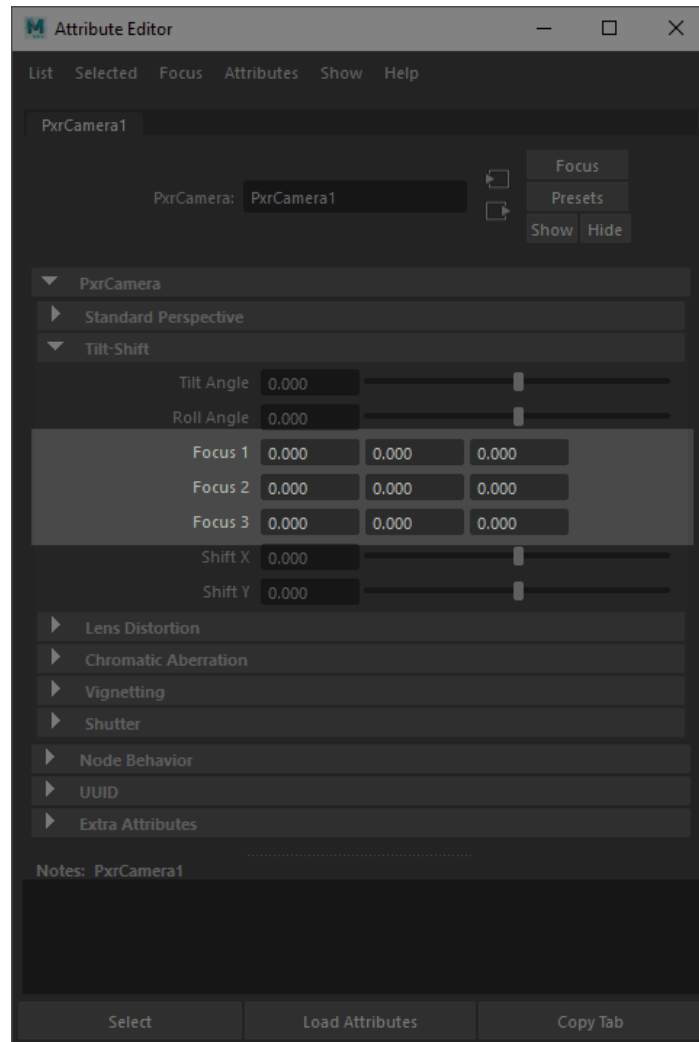 Attribute Editor
List Selected Focus Attributes Show Help
PxrCamera1
Focus
PxrCamera: PxrCamera1
Presets
Show Hide
PxrCamera
Standard Perspective
Tilt-Shift
Tilt Angle 0.000
Roll Angle 0.000
Focus 1 0.000 0.000 0.000
Focus 2 0.000 0.000 0.000
Focus 3 0.000 0.000 0.000
Shift X 0.000
Shift Y 0.000
Lens Distortion
Chromatic Aberration
Vignetting
Shutter
Node Behavior
UUID
Extra Attributes
Notes: PxrCamera1
Select Load Attributes Copy Tab